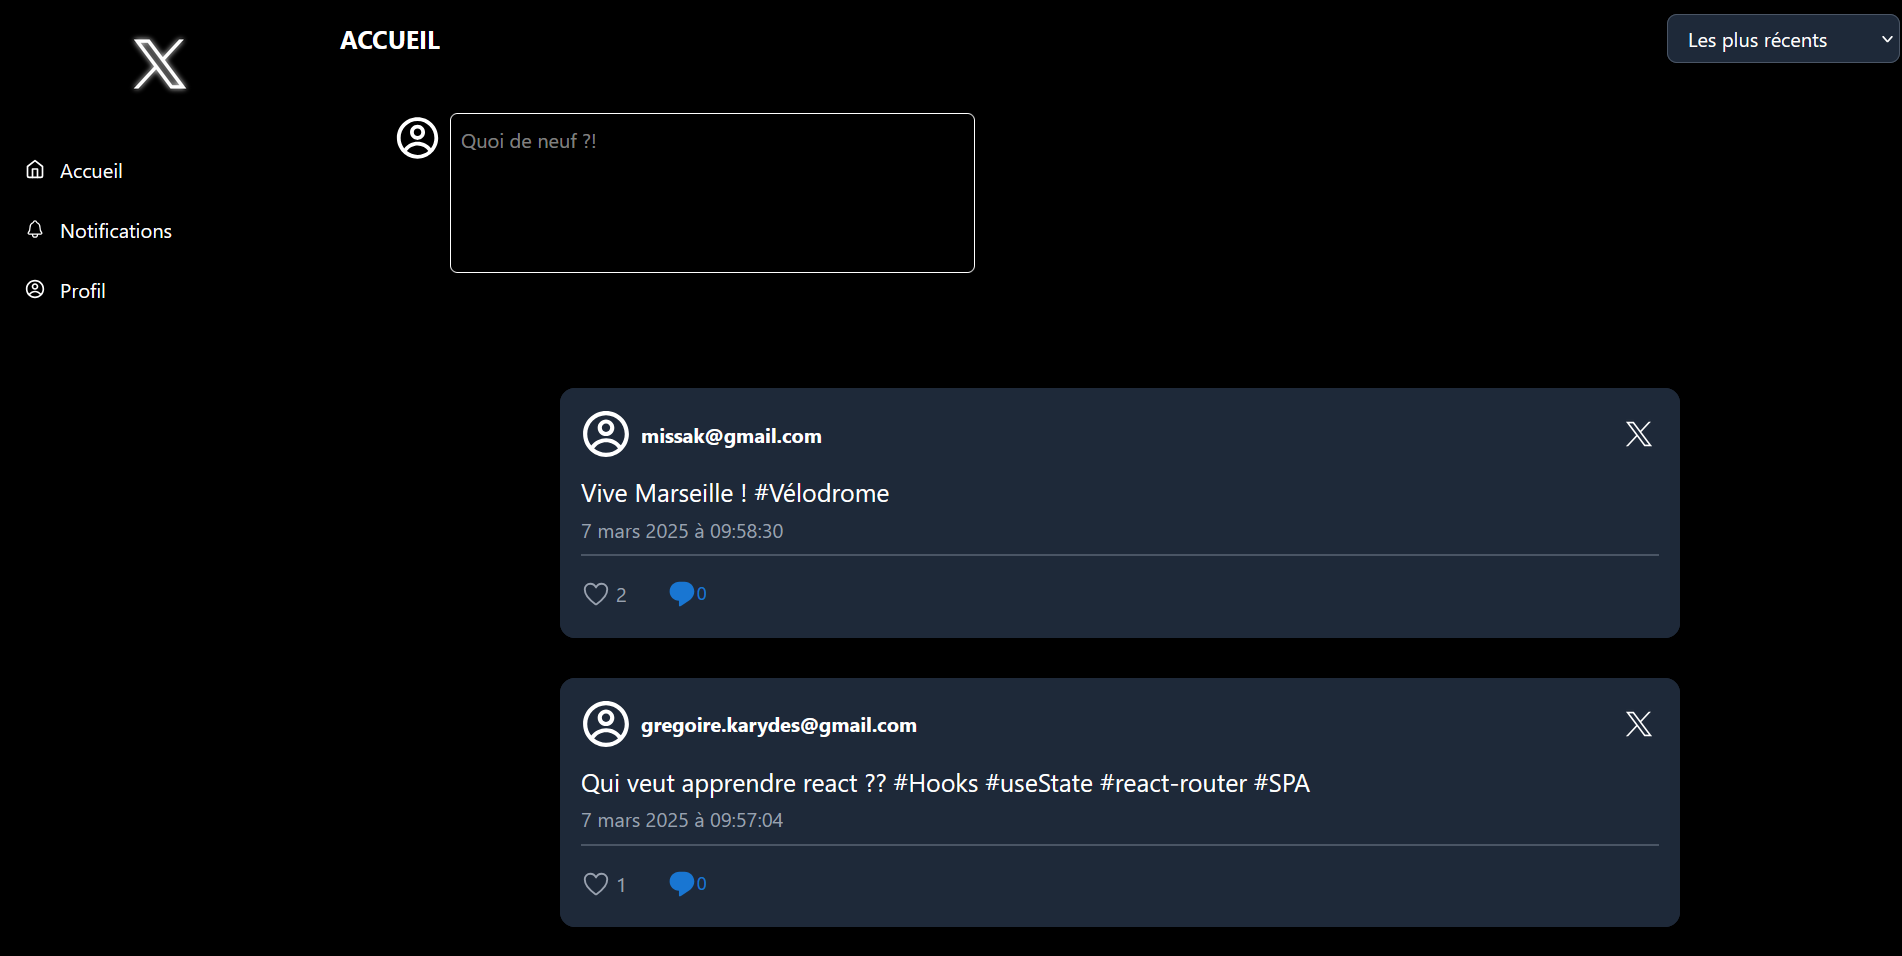 ACCUEIL
Les plus récents
Accueil
Notifications
Profil
Quoi de neuf ?!
missak@gmail.com
Vive Marseille ! #Vélodrome
7 mars 2025 à 09:58:30
2 0
gregoire.karydes@gmail.com
Qui veut apprendre react ?? #Hooks #useState #react-router #SPA
7 mars 2025 à 09:57:04
1 0